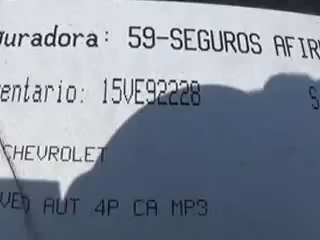 guradora: 59-SEGUROS AFIR
entario: 15VE92228 S
CHEVROLET
VEO AUT 4P CA MP3